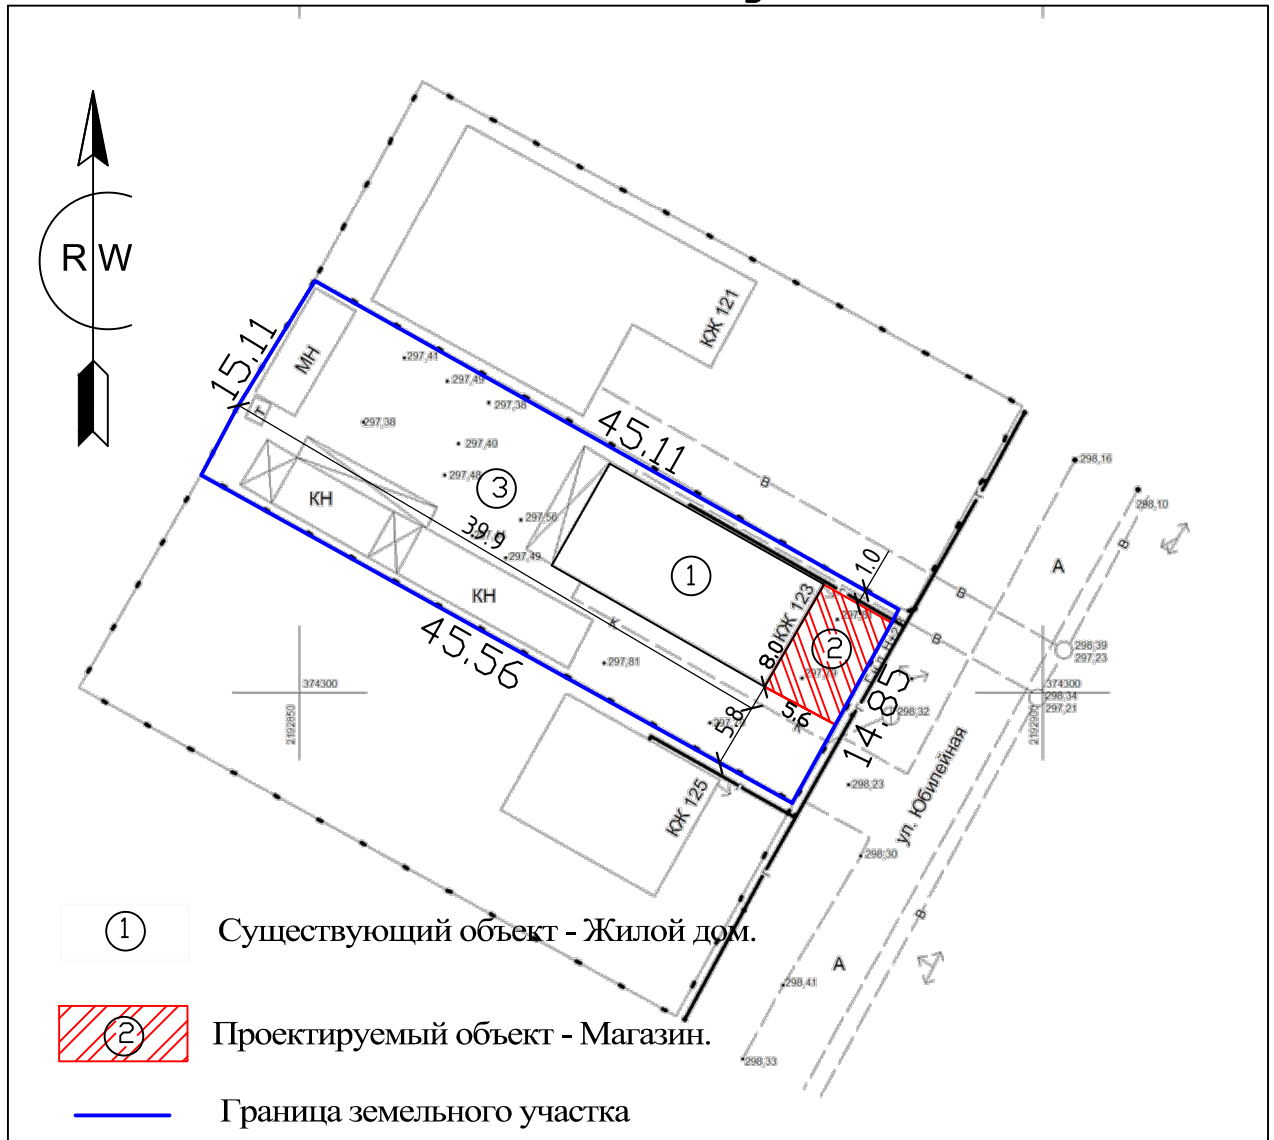 R W
КЖ 121
15.11
МН
297,41
297,49
297,38
297,38
297,40
45.11
298,16
Т
297,48
3
В
298,10
КН
297,56
39.9
297,49
В
1.0
А
1
КН
КЖ 123
В
К
2
В
298,39
297,23
45.56
297,81
8.0
374300
374300
298,34
297,21
2192850
5.8
5.6
14.85
298,32
ул. Юбилейная
КЖ 125
298,23
298,30
В
1
Существующий объект - Жилой дом.
А
298,41
2
Проектируемый объект - Магазин.
298,33
Граница земельного участка